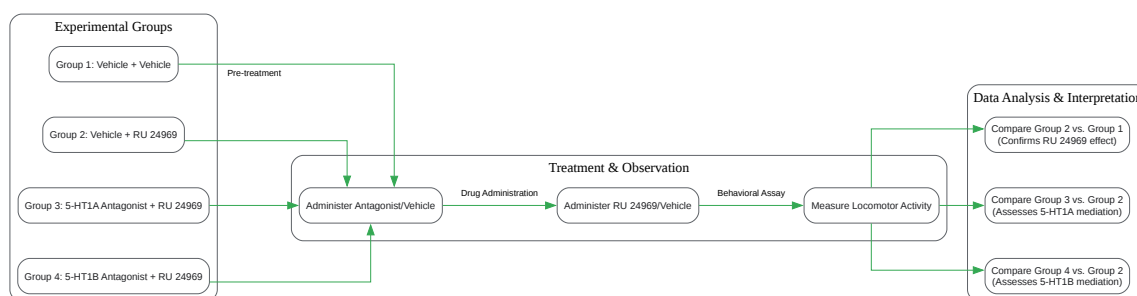 Experimental Groups
Group 1: Vehicle + Vehicle
Pre-treatment
Group 2: Vehicle + RU 24969
Group 3: 5-HT1A Antagonist + RU 24969
Group 4: 5-HT1B Antagonist + RU 24969
Treatment & Observation
Administer Antagonist/Vehicle
Drug Administration
Administer RU 24969/Vehicle
Behavioral Assay
Measure Locomotor Activity
Data Analysis & Interpretation
Compare Group 2 vs. Group 1
(Confirms RU 24969 effect)
Compare Group 3 vs. Group 2
(Assesses 5-HT1A mediation)
Compare Group 4 vs. Group 2
(Assesses 5-HT1B mediation)